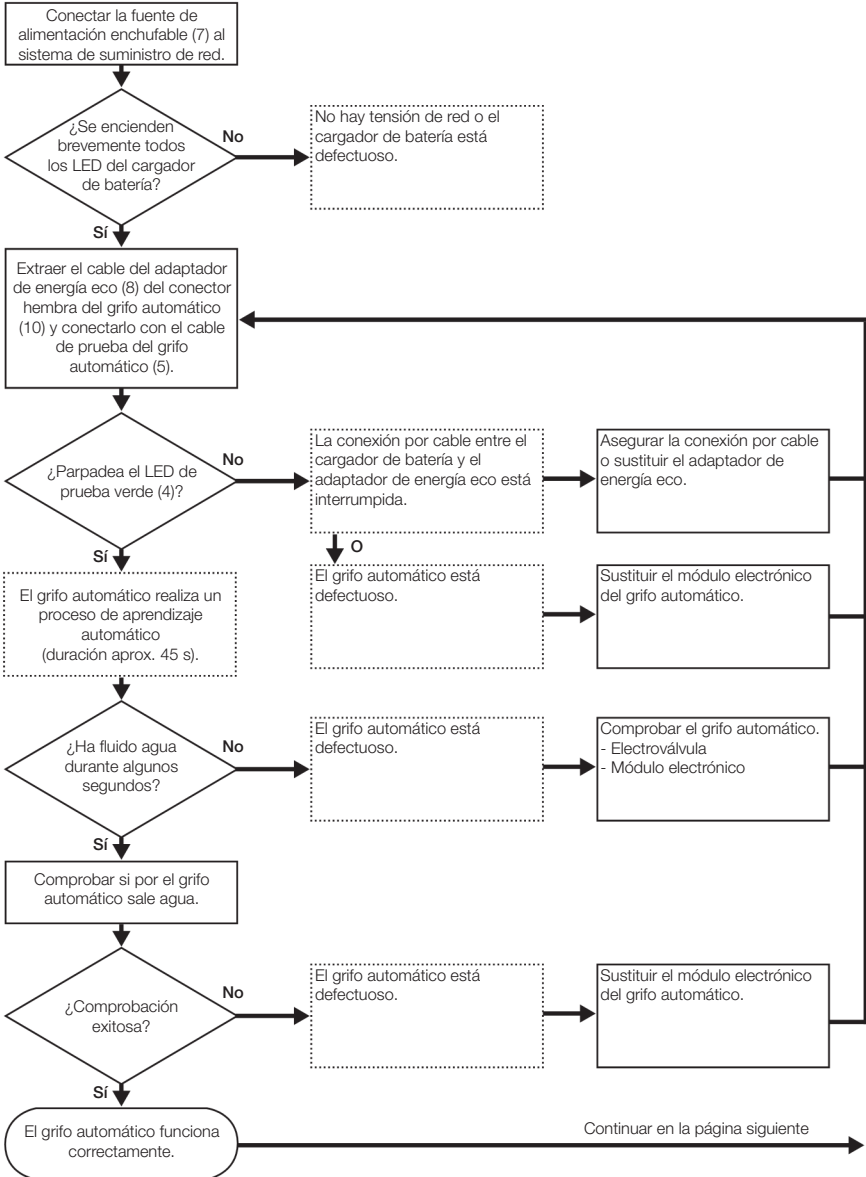 Conectar la fuente de
alimentación enchufable (7) al
sistema de suministro de red.
¿Se encienden
brevemente todos
los LED del cargador
de batería?
No
No hay tensión de red o el
cargador de batería está
defectuoso.
Sí
Extraer el cable del adaptador
de energía eco (8) del conector
hembra del grifo automático
(10) y conectarlo con el cable
de prueba del grifo
automático (5).
¿Parpadea el LED de
prueba verde (4)?
No
La conexión por cable entre el
cargador de batería y el
adaptador de energía eco está
interrumpida.
Asegurar la conexión por cable
o sustituir el adaptador de
energía eco.
O
Sí
El grifo automático está
defectuoso.
Sustituir el módulo electrónico
del grifo automático.
El grifo automático realiza un
proceso de aprendizaje
automático
(duración aprox. 45 s).
¿Ha fluido agua
durante algunos
segundos?
No
El grifo automático está
defectuoso.
Comprobar el grifo automático.
- Electroválvula
- Módulo electrónico
Sí
Comprobar si por el grifo
automático sale agua.
¿Comprobación
exitosa?
No
El grifo automático está
defectuoso.
Sustituir el módulo electrónico
del grifo automático.
Sí
El grifo automático funciona
correctamente.
Continuar en la página siguiente